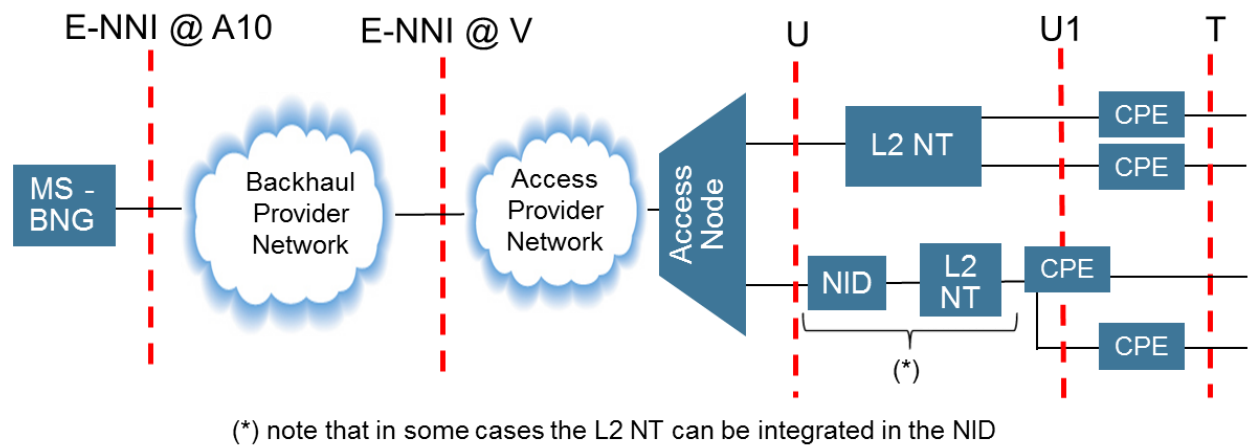 E-NNI @ A10
E-NNI @ V
U
U1
T
MS -
BNG
Backhaul
Provider
Network
Access
Provider
Network
Access
Node
L2 NT
CPE
CPE
NID
L2
NT
CPE
CPE
(*)
(*) note that in some cases the L2 NT can be integrated in the NID